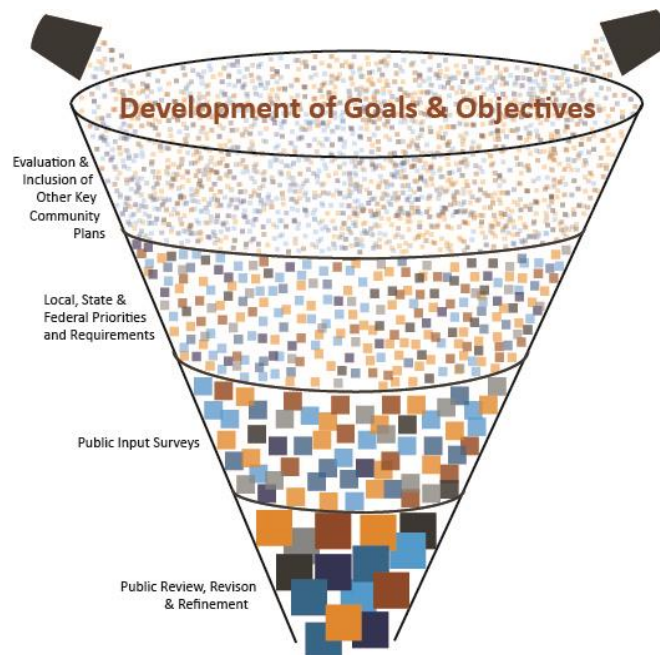 Development of Goals & Objectives
Evaluation &
Inclusion of
Other Key
Community
Plans
Local, State &
Federal Priorities
and Requirements
Public Input Surveys
Public Review, Revison
& Refinement